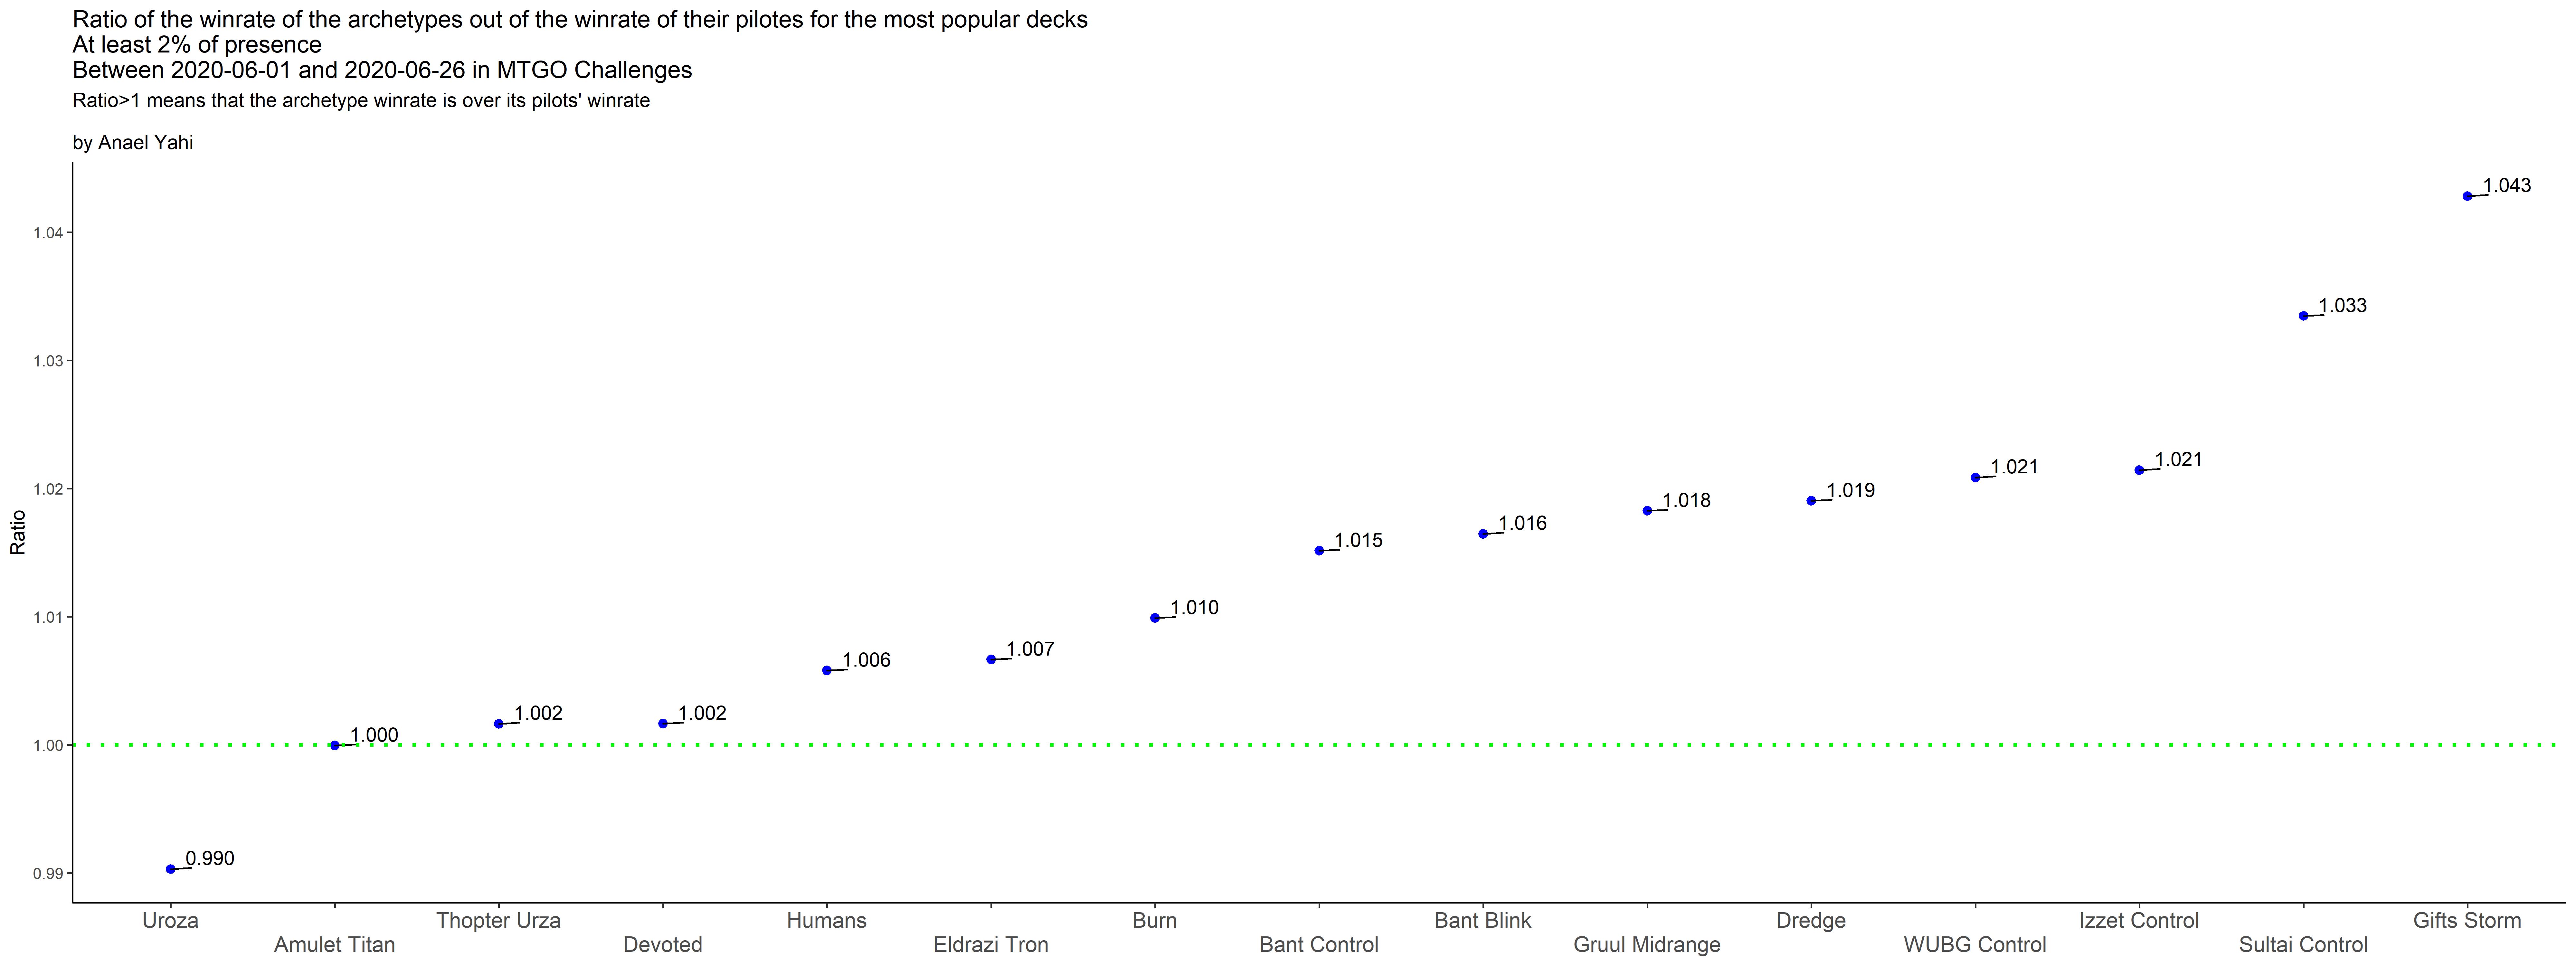 Ratio of the winrate of the archetypes out of the winrate of their pilotes for the most popular decks
At least 2% of presence
Between 2020-06-01 and 2020-06-26 in MTGO Challenges
Ratio>1 means that the archetype winrate is over its pilots' winrate
by Anael Yahi
Ratio
1.04
1.03
1.02
1.01
1.00
0.99
0.990
1.000
1.002
1.002
1.006
1.007
1.010
1.015
1.016
1.018
1.019
1.021
1.021
1.033
1.043
Uroza
Amulet Titan
Thopter Urza
Devoted
Humans
Eldrazi Tron
Burn
Bant Control
Bant Blink
Gruul Midrange
Dredge
WUBG Control
Izzet Control
Sultai Control
Gifts Storm